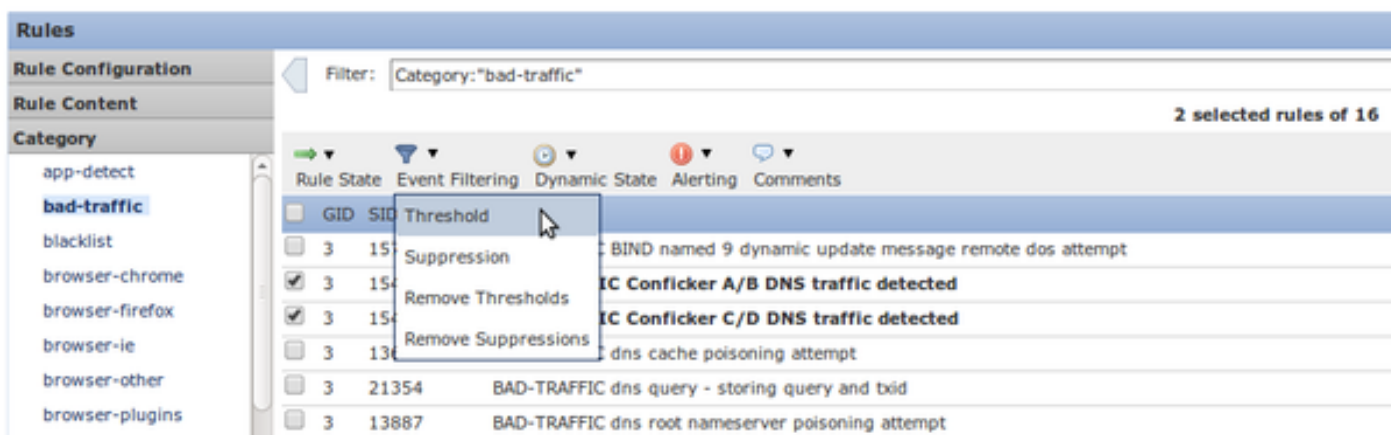 Rules
Rule Configuration
Rule Content
Category
app-detect
bad-traffic
blacklist
browser-chrome
browser-firefox
browser-ie
browser-other
browser-plugins
Filter: Category:"bad-traffic"
2 selected rules of 16
Rule State Event Filtering Dynamic State Alerting Comments
GID SID
Threshold
Suppression
Remove Thresholds
Remove Suppressions
3 BIND named 9 dynamic update message remote dos attempt
3 IC Conficker A/B DNS traffic detected
3 IC Conficker C/D DNS traffic detected
3 dns cache poisoning attempt
3 21354 BAD-TRAFFIC dns query - storing query and txid
3 13887 BAD-TRAFFIC dns root nameserver poisoning attempt